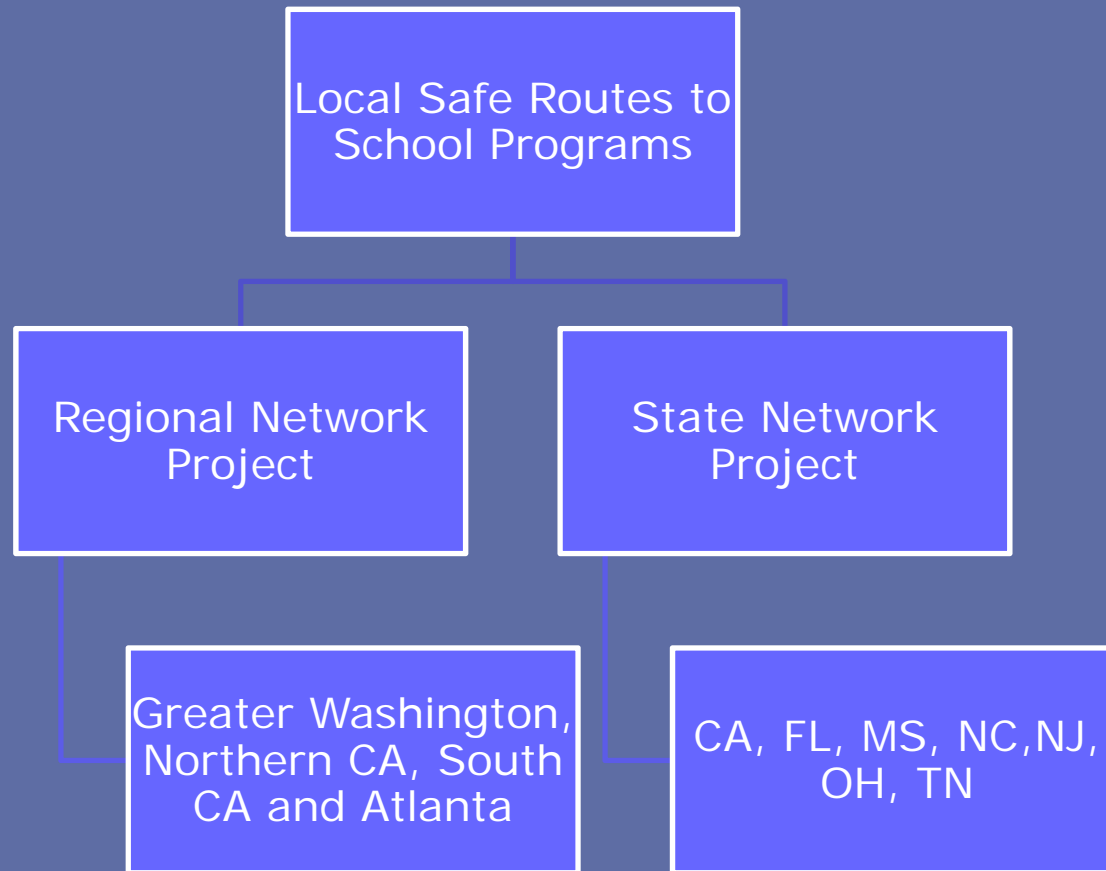 Local Safe Routes to
School Programs
Regional Network
Project
State Network
Project
Greater Washington,
Northern CA, South
CA and Atlanta
CA, FL, MS, NC,NJ,
OH, TN